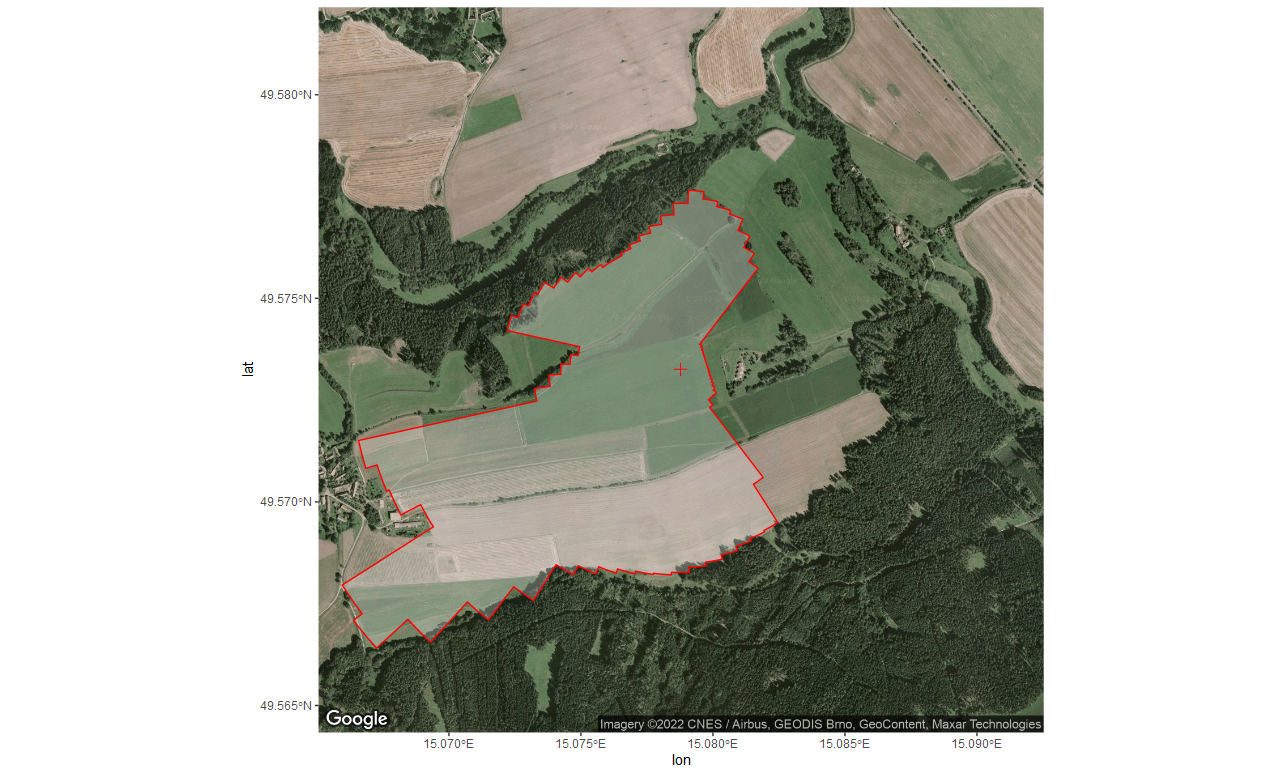 49.580°N
49.575°N
lat
49.570°N
49.565°N
Google
Imagery ©2022 CNES / Airbus, GEODIS Brno, GeoContent, Maxar Technologies
15.070°E 15.075°E 15.080°E 15.085°E 15.090°E
lon